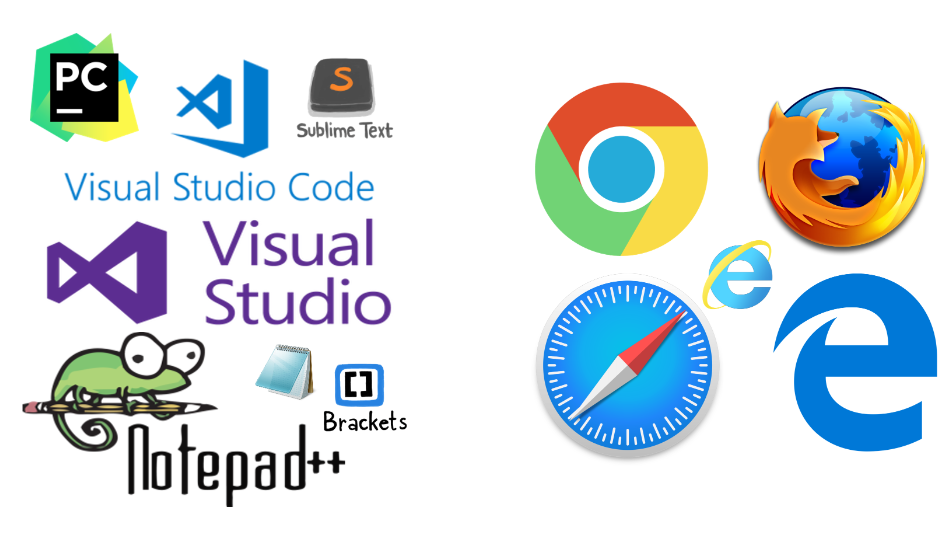 PC
S
Sublime Text
Visual Studio Code
Visual
Studio
[]
Brackets
Notepad++
e
e